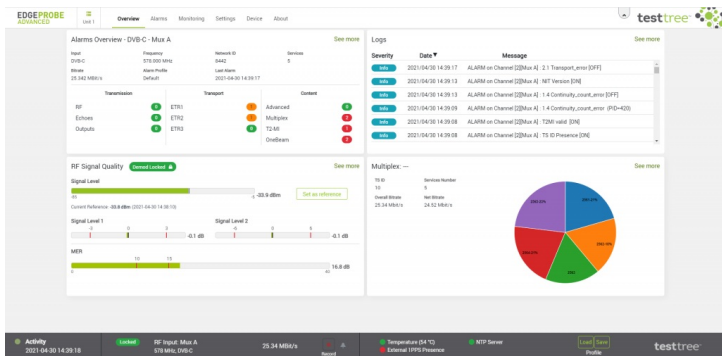 EDGEPROBE
ADVANCED
Unit 1
Overview Alarms Monitoring Settings Device About
testtree
Alarms Overview - DVB-C - Mux A See more
Input Frequency Network ID Services
DVB-C 578.000 MHz 8442 5
Bitrate Alarm Profile Last Alarm
25.342 MBit/s Default 2021-04-30 14:39:17
Transmission Transport Content
RF 0 ETR1 Advanced 0
Echoes 0 ETR2 Multiplex
Outputs 0 ETR3 0 T2-MI
OneBeam
Logs See more
Severity Date Message
Info 2021/04/30 14:39:17 ALARM on Channel [2][Mux A] : 2.1 Transport_error [OFF]
Info 2021/04/30 14:39:13 ALARM on Channel [2][Mux A] : NIT Version [ON]
Info 2021/04/30 14:39:13 ALARM on Channel [2][Mux A] : 1.4 Continuity_count_error [OFF]
Info 2021/04/30 14:39:09 ALARM on Channel [2][Mux A] : 1.4 Continuity_count_error (PID=420)
Info 2021/04/30 14:39:08 ALARM on Channel [2][Mux A] : T2MI valid [ON]
Info 2021/04/30 14:39:08 ALARM on Channel [2][Mux A] : TS ID Presence [ON]
RF Signal Quality Demod Locked See more
Signal Level
-33.9 dBm Set as reference
Current Reference: -33.8 dBm (2021-04-30 14:38:10)
Signal Level 1 Signal Level 2
-0.1 dB -0.1 dB
MER
10 15
0 40 16.8 dB
Multiplex: --- See more
TS ID Services Number
10 5
Overall Bitrate Net Bitrate
25.34 MBit/s 24.52 MBit/s
Activity
2021-04-30 14:39:18
Locked RF Input: Mux A
578 MHz, DVB-C
25.34 MBit/s
Record
Temperature (54 °C) NTP Server
External 1PPS Presence
Load Save
Profile
testtree